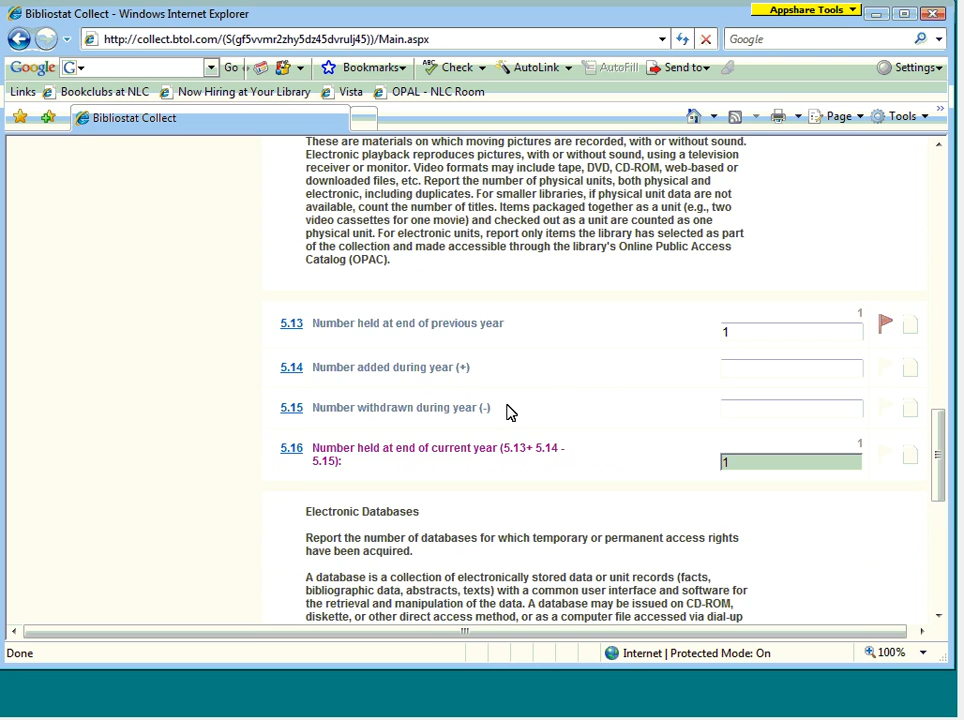 Bibliostat Collect - Windows Internet Explorer
Appshare Tools
http://collect.btol.com/(S(gf5vvmr2zhy5dz45dvrulj45))/Main.aspx
Google
Google
G
Go
Bookmarks
ABC
Check
AutoLink
AutoFill
Send to
Settings
Links
Bookclubs at NLC
Now Hiring at Your Library
Vista
OPAL - NLC Room
Bibliostat Collect
Page
Tools
These are materials on which moving pictures are recorded, with or without sound.
Electronic playback reproduces pictures, with or without sound, using a television
receiver or monitor. Video formats may include tape, DVD, CD-ROM, web-based or
downloaded files, etc. Report the number of physical units, both physical and
electronic, including duplicates. For smaller libraries, if physical unit data are not
available, count the number of titles. Items packaged together as a unit (e.g., two
video cassettes for one movie) and checked out as a unit are counted as one
physical unit. For electronic units, report only items the library has selected as part
of the collection and made accessible through the library's Online Public Access
Catalog (OPAC).
5.13 Number held at end of previous year
1
1
5.14 Number added during year (+)
5.15 Number withdrawn during year (-)
5.16 Number held at end of current year (5.13+ 5.14 -
5.15):
1
1
Electronic Databases
Report the number of databases for which temporary or permanent access rights
have been acquired.
A database is a collection of electronically stored data or unit records (facts,
bibliographic data, abstracts, texts) with a common user interface and software for
the retrieval and manipulation of the data. A database may be issued on CD-ROM,
diskette, or other direct access method, or as a computer file accessed via dial-up
Done
Internet | Protected Mode: On
100%